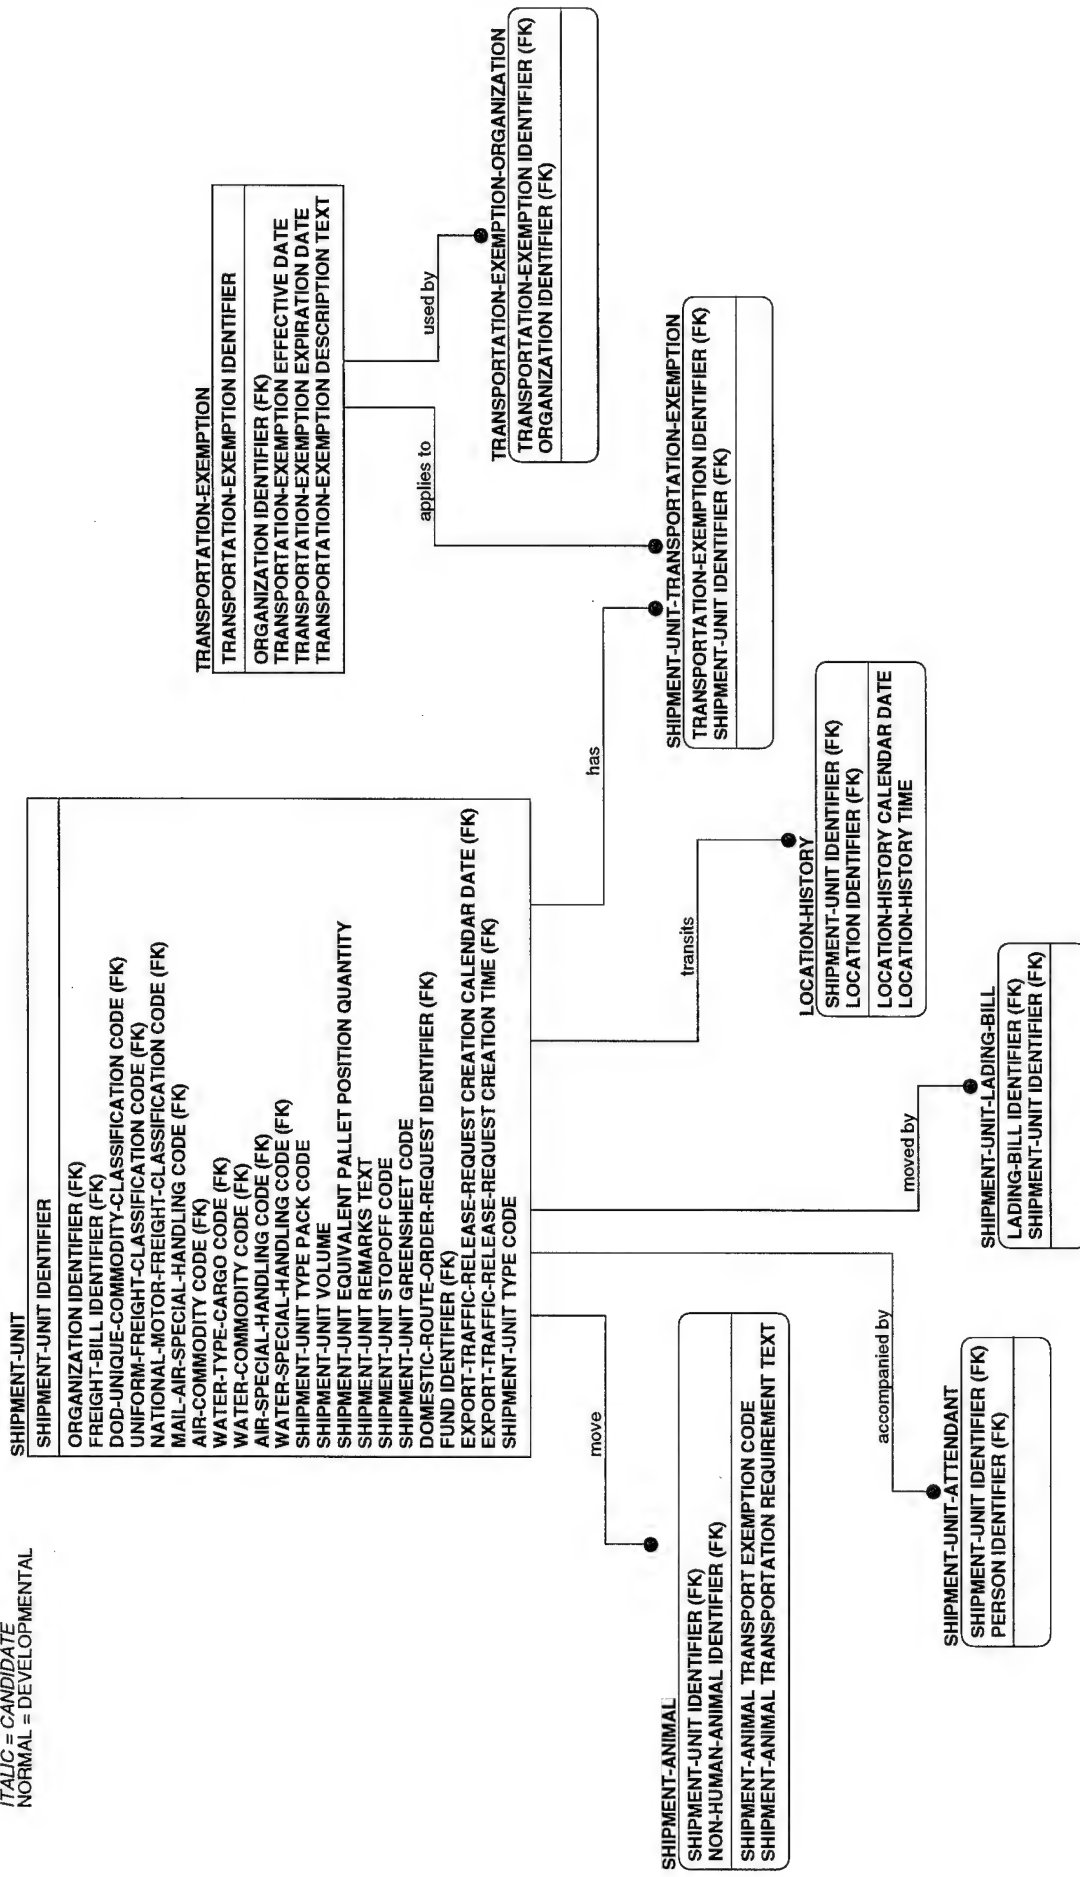 ITALIC = CANDIDATE
NORMAL = DEVELOPMENTAL
SHIPMENT-UNIT
SHIPMENT-UNIT IDENTIFIER
ORGANIZATION IDENTIFIER (FK)
FREIGHT-BILL IDENTIFIER (FK)
DOD-UNIQUE-COMMODITY-CLASSIFICATION CODE (FK)
UNIFORM-FREIGHT-CLASSIFICATION CODE (FK)
NATIONAL-MOTOR-FREIGHT-CLASSIFICATION CODE (FK)
MAIL-AIR-SPECIAL-HANDLING CODE (FK)
AIR-COMMODITY CODE (FK)
WATER-TYPE-CARGO CODE (FK)
WATER-COMMODITY CODE (FK)
AIR-SPECIAL-HANDLING CODE (FK)
WATER-SPECIAL-HANDLING CODE (FK)
SHIPMENT-UNIT TYPE PACK CODE
SHIPMENT-UNIT VOLUME
SHIPMENT-UNIT EQUIVALENT PALLET POSITION QUANTITY
SHIPMENT-UNIT REMARKS TEXT
SHIPMENT-UNIT STOPOFF CODE
SHIPMENT-UNIT GREENSHEET CODE
DOMESTIC-ROUTE-ORDER-REQUEST IDENTIFIER (FK)
FUND IDENTIFIER (FK)
EXPORT-TRAFFIC-RELEASE-REQUEST CREATION CALENDAR DATE (FK)
EXPORT-TRAFFIC-RELEASE-REQUEST CREATION TIME (FK)
SHIPMENT-UNIT TYPE CODE
TRANSPORTATION-EXEMPTION
TRANSPORTATION-EXEMPTION IDENTIFIER
ORGANIZATION IDENTIFIER (FK)
TRANSPORTATION-EXEMPTION EFFECTIVE DATE
TRANSPORTATION-EXEMPTION EXPIRATION DATE
TRANSPORTATION-EXEMPTION DESCRIPTION TEXT
applies to
used by
TRANSPORTATION-EXEMPTION-ORGANIZATION
TRANSPORTATION-EXEMPTION IDENTIFIER (FK)
ORGANIZATION IDENTIFIER (FK)
move
accompanied by
moved by
transits
has
SHIPMENT-ANIMAL
SHIPMENT-UNIT IDENTIFIER (FK)
NON-HUMAN-ANIMAL IDENTIFIER (FK)
SHIPMENT-ANIMAL TRANSPORT EXEMPTION CODE
SHIPMENT-ANIMAL TRANSPORTATION REQUIREMENT TEXT
SHIPMENT-UNIT-TRANSPORTATION-EXEMPTION
TRANSPORTATION-EXEMPTION IDENTIFIER (FK)
SHIPMENT-UNIT IDENTIFIER (FK)
LOCATION-HISTORY
SHIPMENT-UNIT IDENTIFIER (FK)
LOCATION IDENTIFIER (FK)
LOCATION-HISTORY CALENDAR DATE
LOCATION-HISTORY TIME
SHIPMENT-UNIT-ATTENDANT
SHIPMENT-UNIT IDENTIFIER (FK)
PERSON IDENTIFIER (FK)
SHIPMENT-UNIT-LADING-BILL
LADING-BILL IDENTIFIER (FK)
SHIPMENT-UNIT IDENTIFIER (FK)